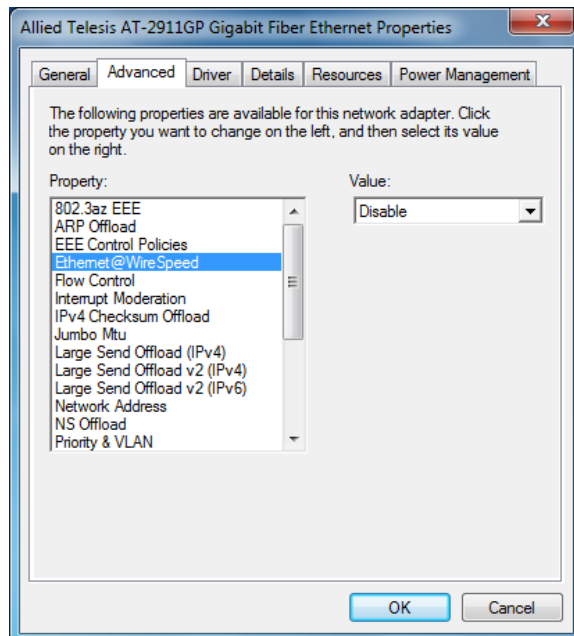 Allied Telesis AT-2911GP Gigabit Fiber Ethernet Properties
General
Advanced
Driver
Details
Resources
Power Management
The following properties are available for this network adapter. Click
the property you want to change on the left, and then select its value
on the right.
Property:
Value:
802.3az EEE
ARP Offload
EEE Control Policies
Ethernet@WireSpeed
Flow Control
Interrupt Moderation
IPv4 Checksum Offload
Jumbo Mtu
Large Send Offload (IPv4)
Large Send Offload v2 (IPv4)
Large Send Offload v2 (IPv6)
Network Address
NS Offload
Priority & VLAN
Disable
OK
Cancel